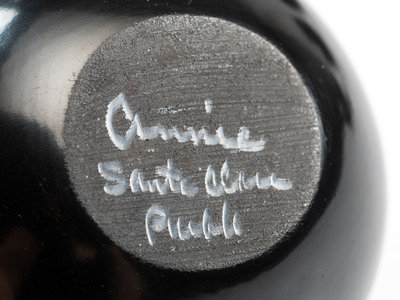 Annie
Santa Clara
Pueblo